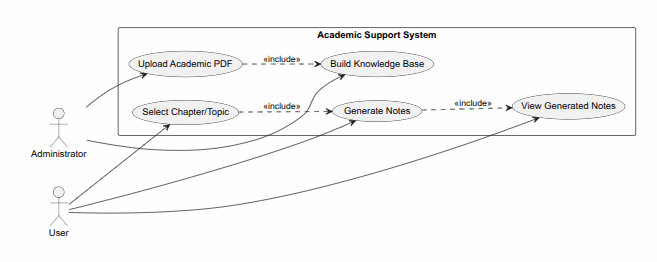 Academic Support System
Upload Academic PDF
«include»
Build Knowledge Base
Select Chapter/Topic
«include»
Generate Notes
«include»
View Generated Notes
Administrator
User